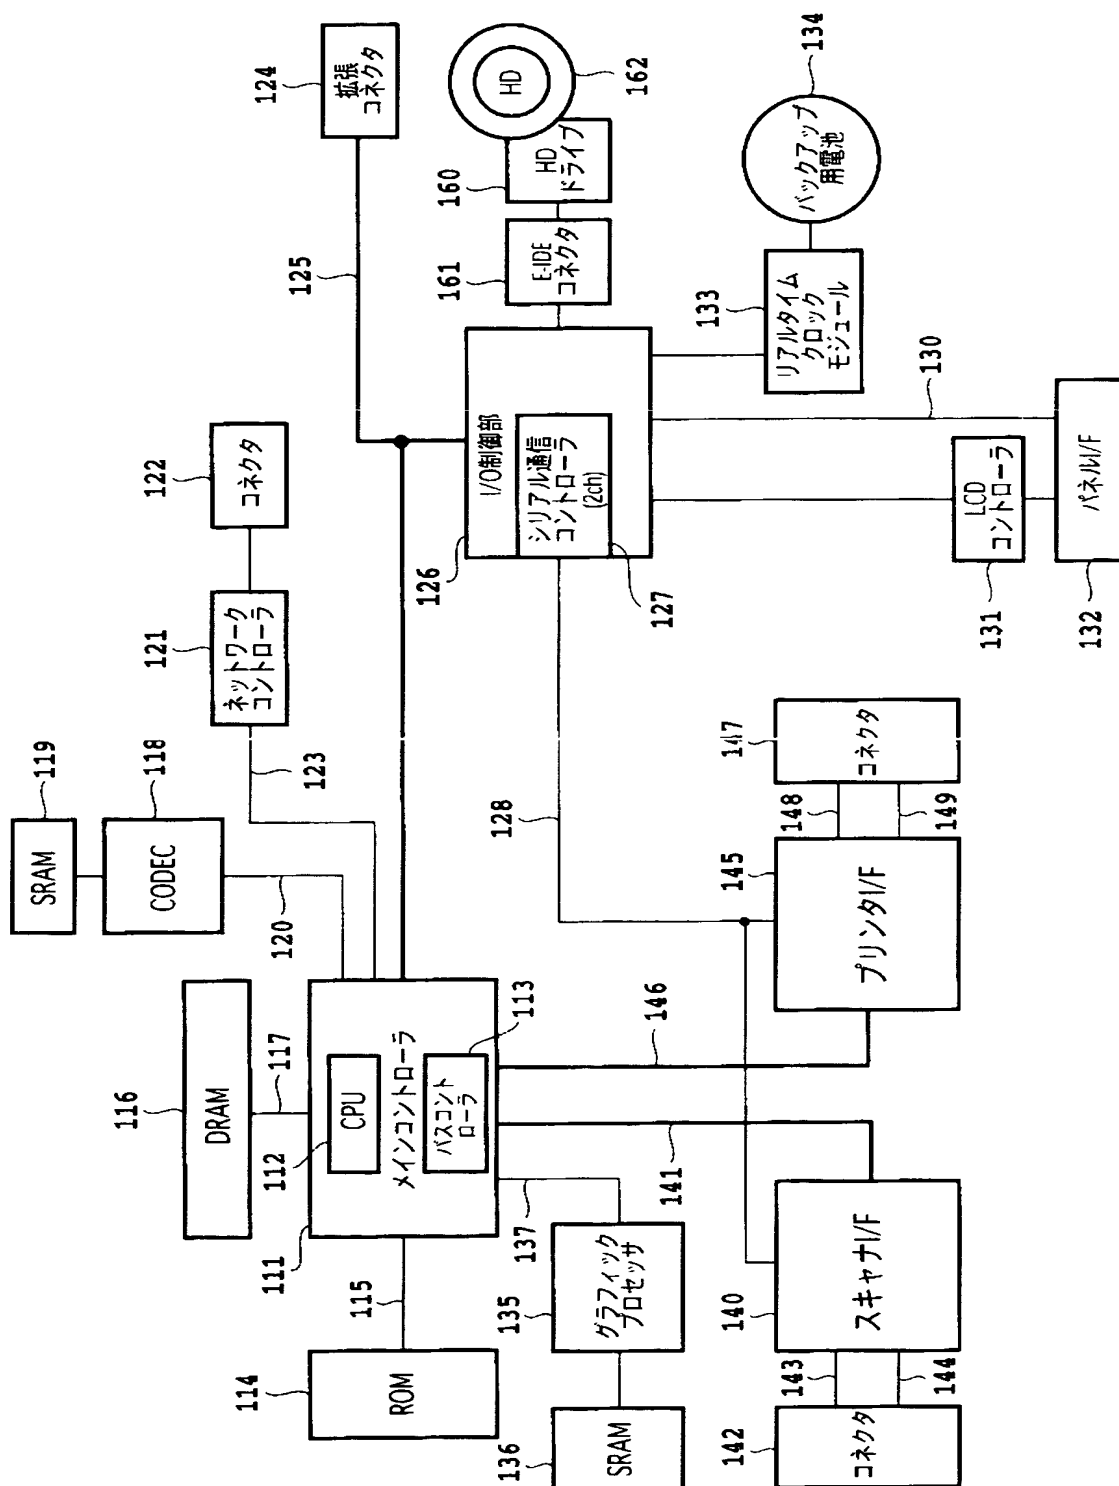 116
DRAM
SRAM
119
CODEC
118
120
123
ネットワーク
コントローラ
121
コネクタ
122
拡張
コネクタ
124
125
114
ROM
115
111
112
CPU
117
メインコントローラ
バスコント
ローラ
113
136
SRAM
135
グラフィック
プロセッサ
137
141
146
128
126
I/O制御部
シリアル通信
コントローラ
(2ch)
127
161
E-IDE
コネクタ
160
HD
ドライブ
HD
162
133
リアルタイム
クロック
モジュール
バックアップ
用電池
134
130
131
LCD
コントローラ
132
パネルI/F
142
コネクタ
143
144
140
スキャナI/F
145
プリンタI/F
148
149
147
コネクタ